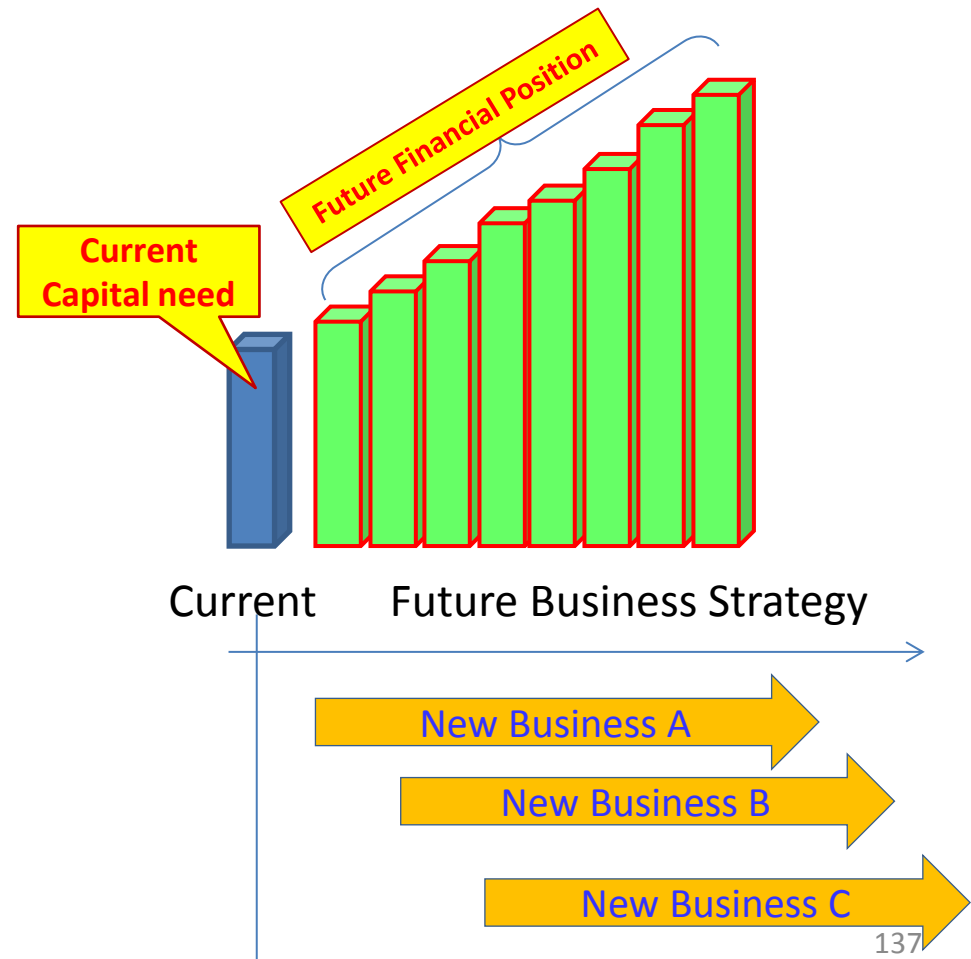 Future Financial Position
Current
Capital need
Current
Future Business Strategy
New Business A
New Business B
New Business C
137